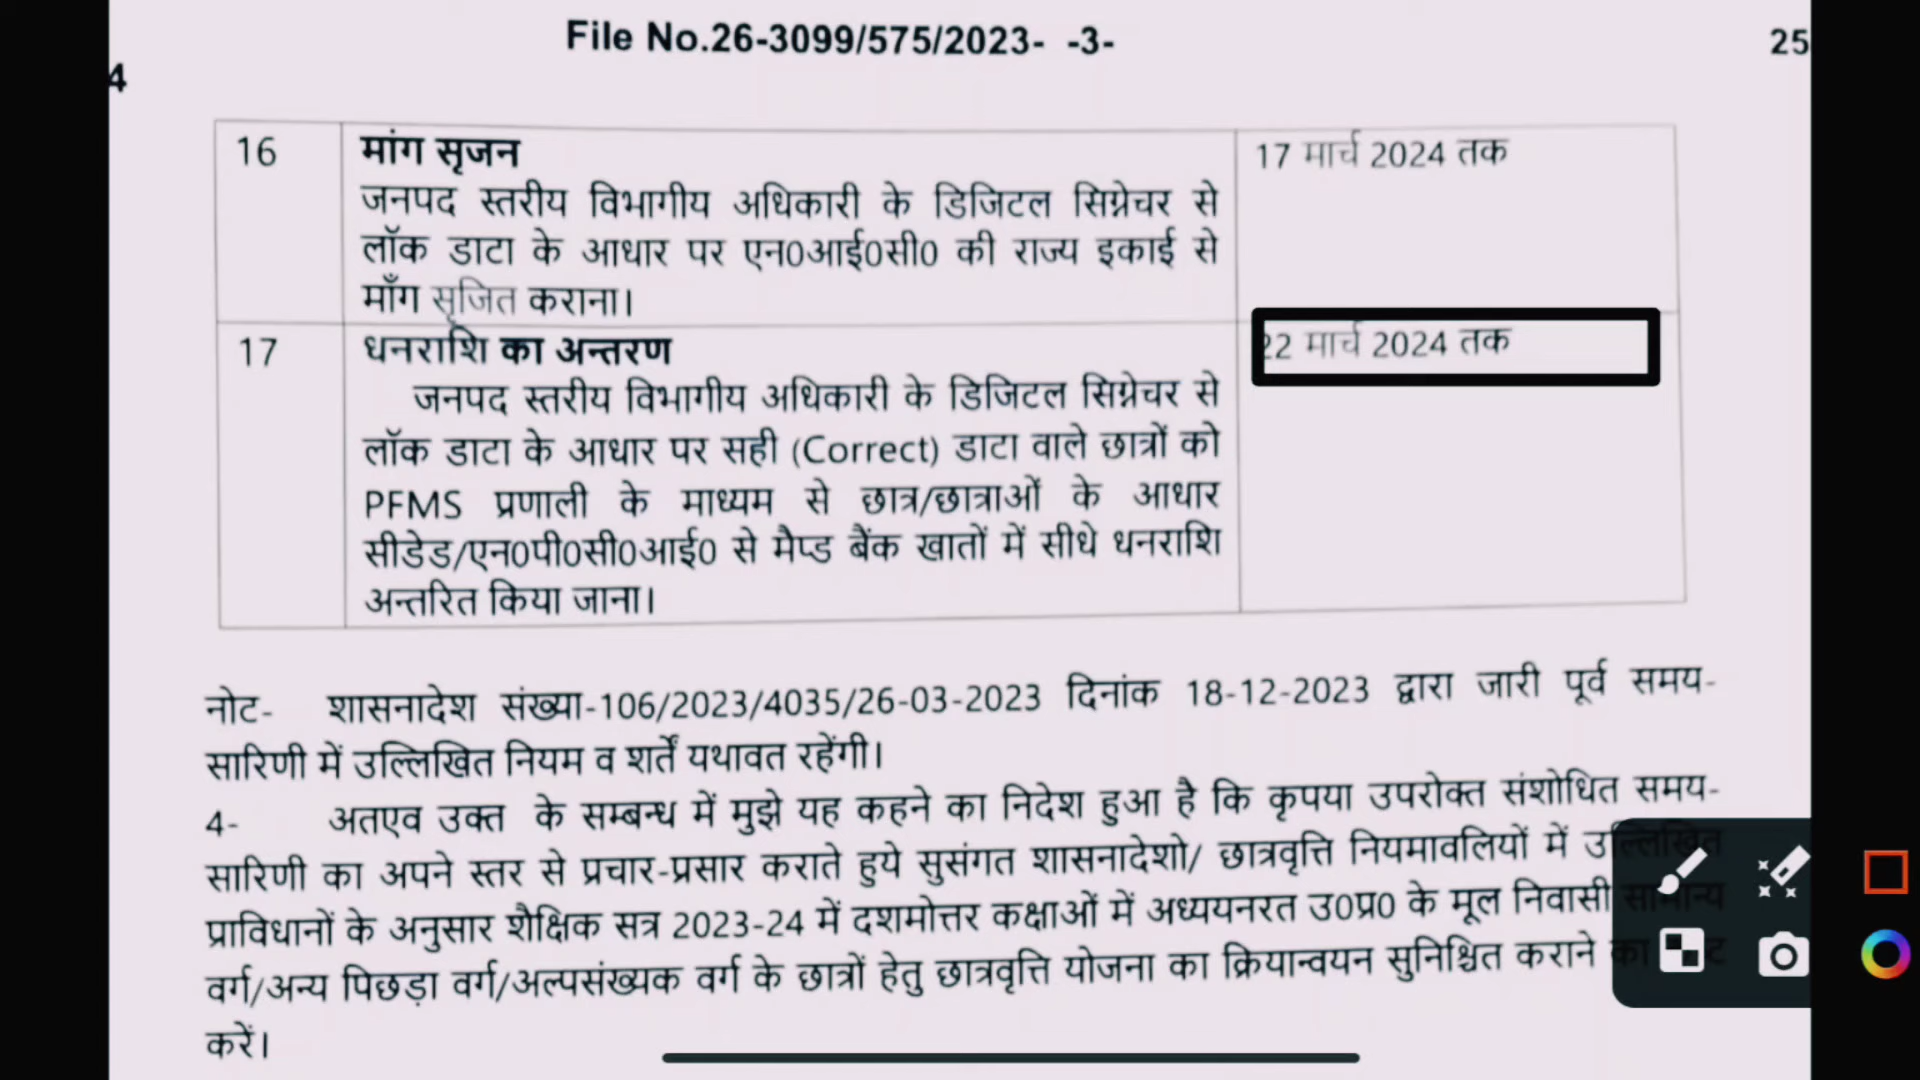 File No.26-3099/575/2023- -3-
25
4
16
मांग सृजन
जनपद स्तरीय विभागीय अधिकारी के डिजिटल सिग्नेचर से
लॉक डाटा के आधार पर एन0आई0सी0 की राज्य इकाई से
माँग सृजित कराना।
17 मार्च 2024 तक
17
धनराशि का अन्तरण
जनपद स्तरीय विभागीय अधिकारी के डिजिटल सिग्नेचर से
लॉक डाटा के आधार पर सही (Correct) डाटा वाले छात्रों को
PFMS प्रणाली के माध्यम से छात्र/छात्राओं के आधार
सीडेड/एन0पी0सी0आई0 से मैप्ड बैंक खातों में सीधे धनराशि
अन्तरित किया जाना।
22 मार्च 2024 तक
नोट- शासनादेश संख्या-106/2023/4035/26-03-2023 दिनांक 18-12-2023 द्वारा जारी पूर्व समय-
सारिणी में उल्लिखित नियम व शर्तें यथावत रहेंगी।
4- अतएव उक्त के सम्बन्ध में मुझे यह कहने का निदेश हुआ है कि कृपया उपरोक्त संशोधित समय-
सारिणी का अपने स्तर से प्रचार-प्रसार कराते हुये सुसंगत शासनादेशो/ छात्रवृत्ति नियमावलियों में उल्लिखित
प्राविधानों के अनुसार शैक्षिक सत्र 2023-24 में दशमोत्तर कक्षाओं में अध्ययनरत उ0प्र0 के मूल निवासी सामान्य
वर्ग/अन्य पिछड़ा वर्ग/अल्पसंख्यक वर्ग के छात्रों हेतु छात्रवृत्ति योजना का क्रियान्वयन सुनिश्चित कराने का
करें।